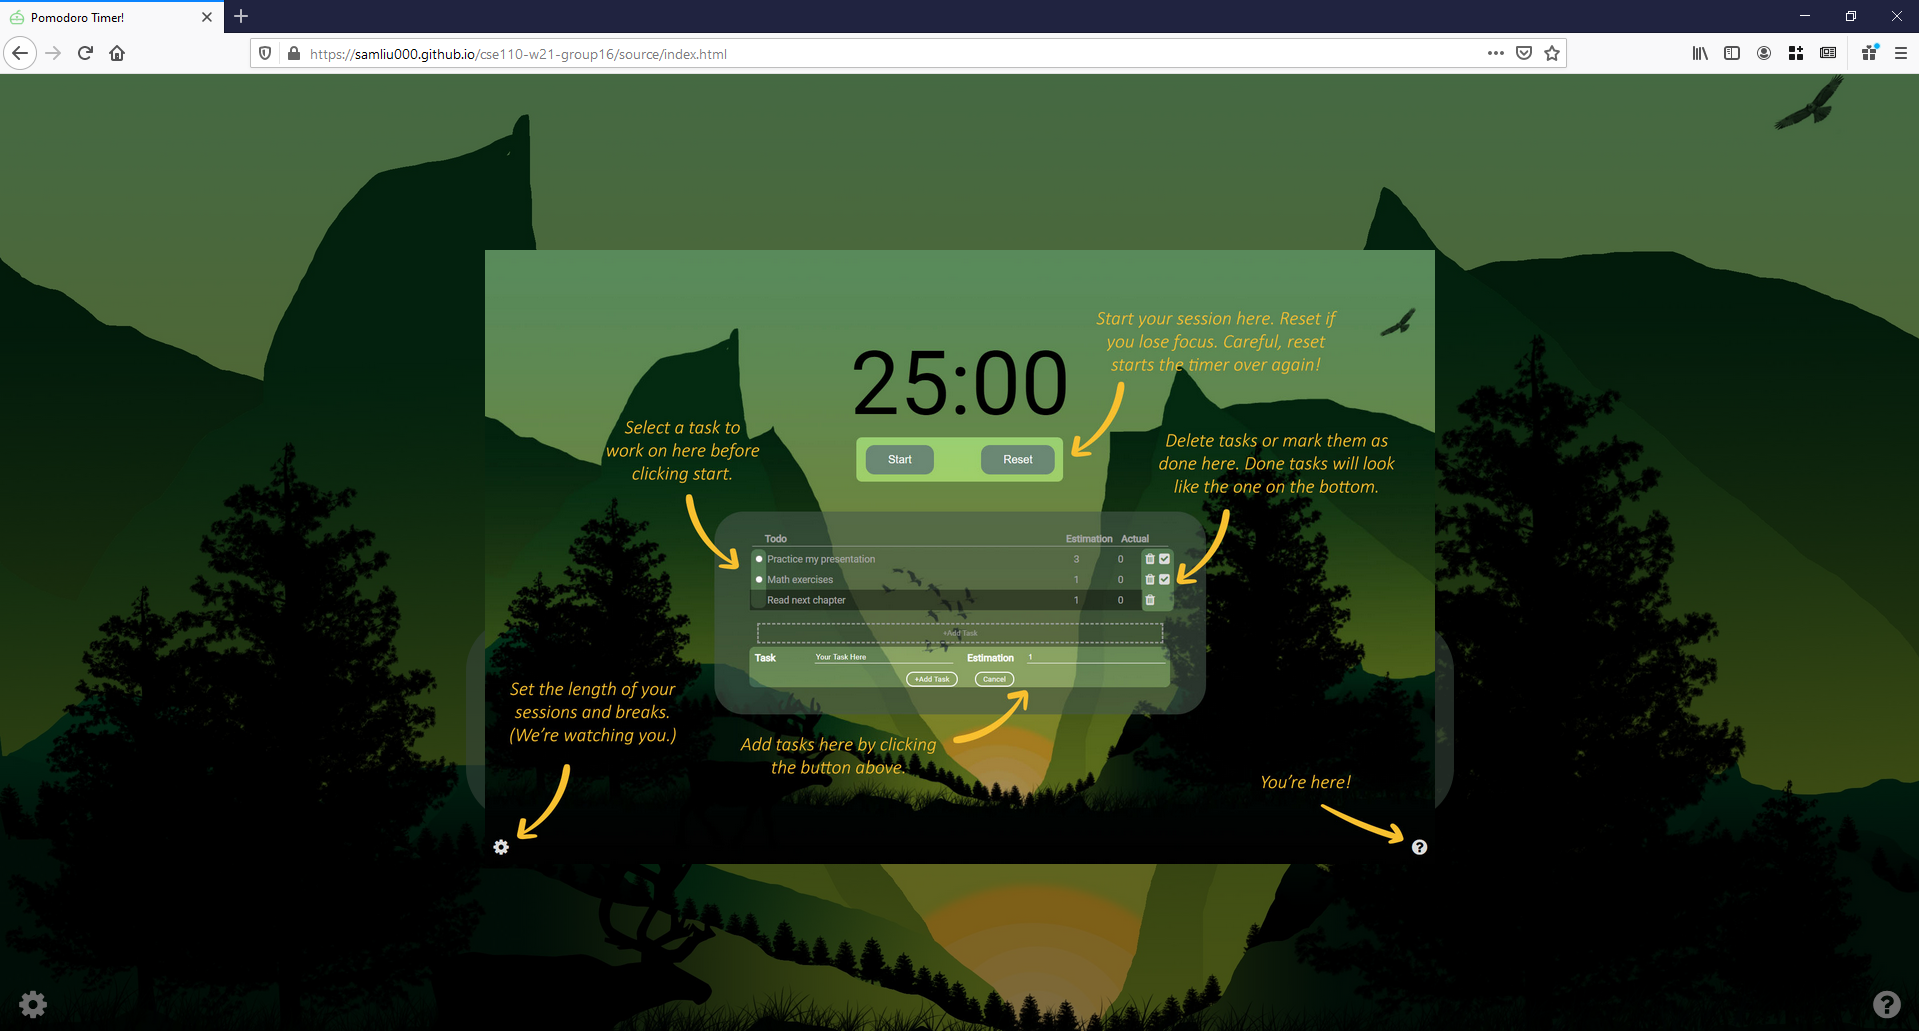 Pomodoro Timer!
https://samliu000.github.io/cse110-w21-group16/source/index.html
Start your session here. Reset if
you lose focus. Careful, reset
starts the timer over again!
25:00
Start
Reset
Select a task to
work on here before
clicking start.
Delete tasks or mark them as
done here. Done tasks will look
like the one on the bottom.
Todo Estimation Actual
Practice my presentation 3 0
Math exercises 1 0
Read next chapter 1 0
+Add Task
Task Your Task Here Estimation 1
+Add Task Cancel
Set the length of your
sessions and breaks.
(We're watching you.)
Add tasks here by clicking
the button above.
You're here!